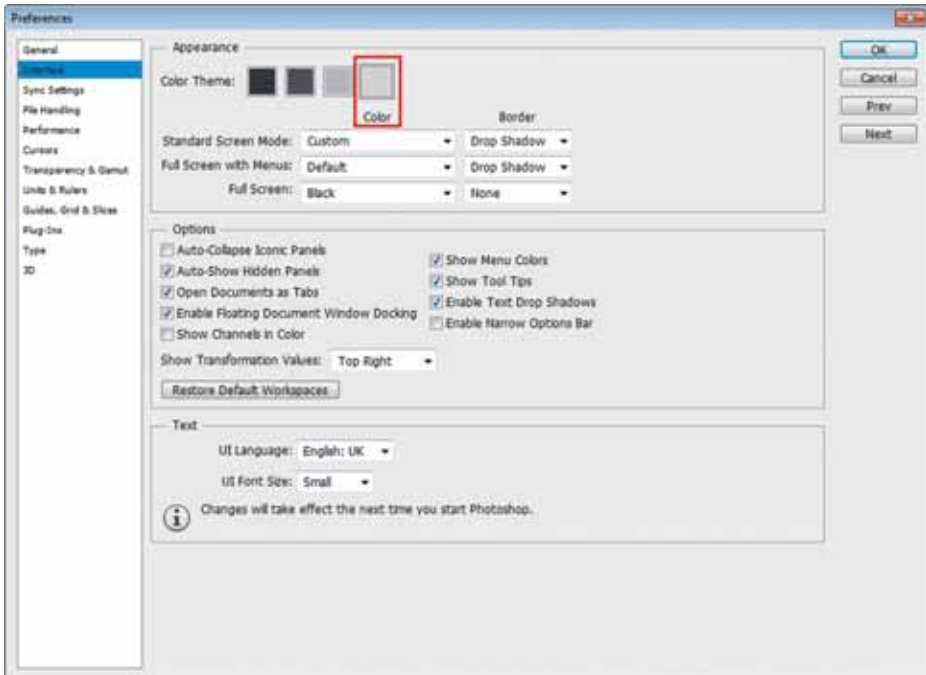 Preferences
General
Interface
Sync Settings
File Handling
Performance
Cursors
Transparency & Gamut
Units & Rulers
Guides, Grid & Slices
Plug-Ins
Type
3D
Appearance
Color Theme:
Color Border
Standard Screen Mode: Custom Drop Shadow
Full Screen with Menus: Default Drop Shadow
Full Screen: Black None
Options
Auto-Collapse Iconic Panels
Auto-Show Hidden Panels
Open Documents as Tabs
Enable Floating Document Window Docking
Show Channels in Color
Show Menu Colors
Show Tool Tips
Enable Text Drop Shadows
Enable Narrow Options Bar
Show Transformation Values: Top Right
Restore Default Workspaces
Text
UI Language: English: UK
UI Font Size: Small
Changes will take effect the next time you start Photoshop.
OK
Cancel
Prev
Next